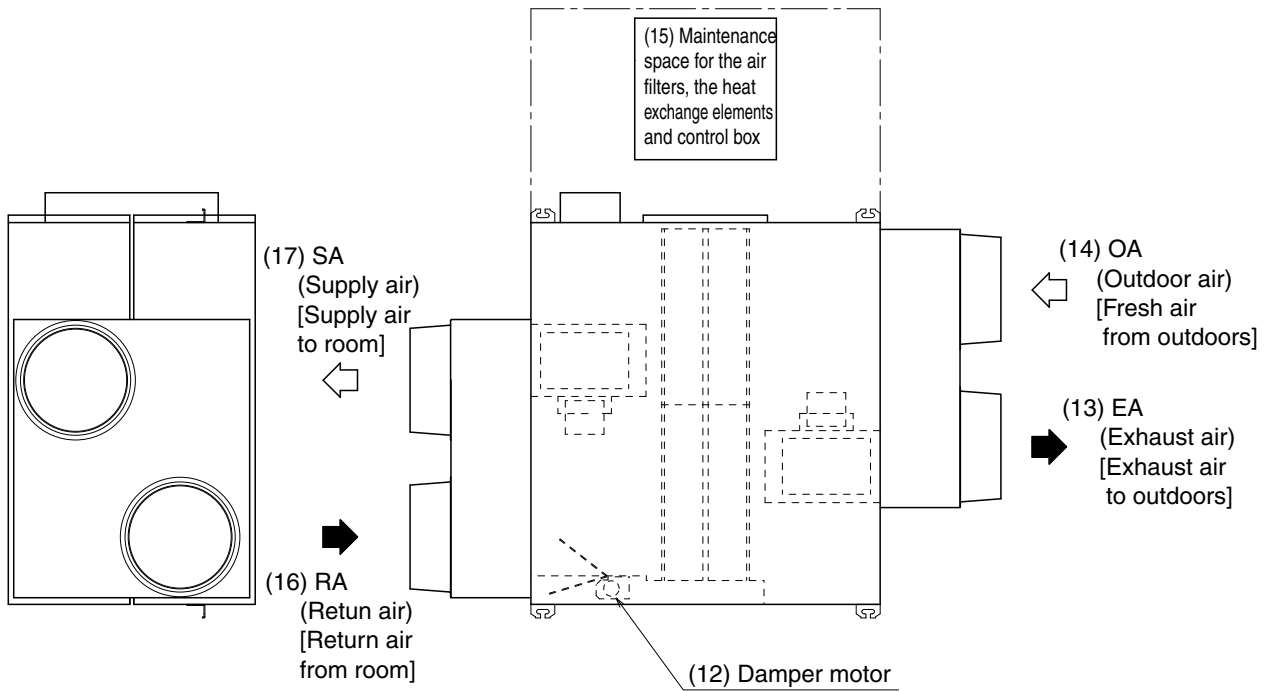 (15) Maintenance
space for the air
filters, the heat
exchange elements
and control box
(17) SA
(Supply air)
[Supply air
to room]
(14) OA
(Outdoor air)
[Fresh air
from outdoors]
(13) EA
(Exhaust air)
[Exhaust air
to outdoors]
(16) RA
(Retun air)
[Return air
from room]
(12) Damper motor